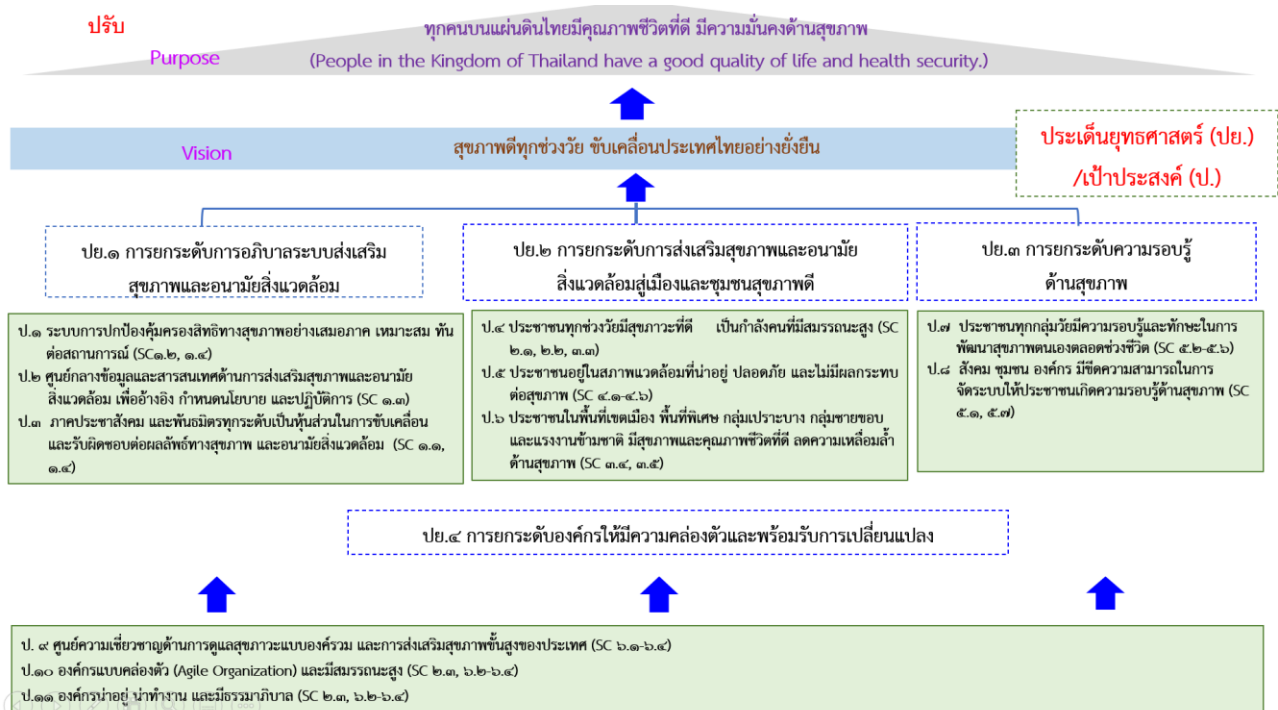 ปรับ
ทุกคนบนแผ่นดินไทยมีคุณภาพชีวิตที่ดี มีความมั่นคงด้านสุขภาพ
Purpose
(People in the Kingdom of Thailand have a good quality of life and health security.)
Vision
สุขภาพดีทุกช่วงวัย ขับเคลื่อนประเทศไทยอย่างยั่งยืน
ประเด็นยุทธศาสตร์ (ปย.)
/เป้าประสงค์ (ป.)
ปย.๑ การยกระดับการอภิบาลระบบส่งเสริม
สุขภาพและอนามัยสิ่งแวดล้อม
ป.๑ ระบบการปกป้องคุ้มครองสิทธิทางสุขภาพอย่างเสมอภาค เหมาะสม ทัน
ต่อสถานการณ์ (SC๑.๒, ๑.๔)
ป.๒ ศูนย์กลางข้อมูลและสารสนเทศด้านการส่งเสริมสุขภาพและอนามัย
สิ่งแวดล้อม เพื่ออ้างอิง กำหนดนโยบาย และปฏิบัติการ (SC ๑.๓)
ป.๓ ภาคประชาสังคม และพันธมิตรทุกระดับเป็นหุ้นส่วนในการขับเคลื่อน
และรับผิดชอบต่อผลลัพธ์ทางสุขภาพ และอนามัยสิ่งแวดล้อม (SC ๑.๑,
๑.๔)
ปย.๒ การยกระดับการส่งเสริมสุขภาพและอนามัย
สิ่งแวดล้อมสู่เมืองและชุมชนสุขภาพดี
ป.๔ ประชาชนทุกช่วงวัยมีสุขภาวะที่ดี เป็นกำลังคนที่มีสมรรถนะสูง (SC
๒.๑, ๒.๒, ๓.๓)
ป.๕ ประชาชนอยู่ในสภาพแวดล้อมที่น่าอยู่ ปลอดภัย และไม่มีผลกระทบ
ต่อสุขภาพ (SC ๔.๑-๔.๖)
ป.๖ ประชาชนในพื้นที่เขตเมือง พื้นที่พิเศษ กลุ่มเปราะบาง กลุ่มชายขอบ
และแรงงานข้ามชาติ มีสุขภาพและคุณภาพชีวิตที่ดี ลดความเหลื่อมล้ำ
ด้านสุขภาพ (SC ๓.๔, ๓.๕)
ปย.๓ การยกระดับความรอบรู้
ด้านสุขภาพ
ป.๗ ประชาชนทุกกลุ่มวัยมีความรอบรู้และทักษะในการ
พัฒนาสุขภาพตนเองตลอดช่วงชีวิต (SC ๕.๒-๕.๖)
ป.๘ สังคม ชุมชน องค์กร มีขีดความสามารถในการ
จัดระบบให้ประชาชนเกิดความรอบรู้ด้านสุขภาพ (SC
๕.๑, ๕.๗)
ปย.๔ การยกระดับองค์กรให้มีความคล่องตัวและพร้อมรับการเปลี่ยนแปลง
ป. ๙ ศูนย์ความเชี่ยวชาญด้านการดูแลสุขภาวะแบบองค์รวม และการส่งเสริมสุขภาพขั้นสูงของประเทศ (SC ๖.๑-๖.๔)
ป.๑๐ องค์กรแบบคล่องตัว (Agile Organization) และมีสมรรถนะสูง (SC ๒.๓, ๖.๒-๖.๔)
ป.๑๑ องค์กรน่าอยู่ น่าทำงาน และมีธรรมาภิบาล (SC ๒.๓, ๖.๒-๖.๔)